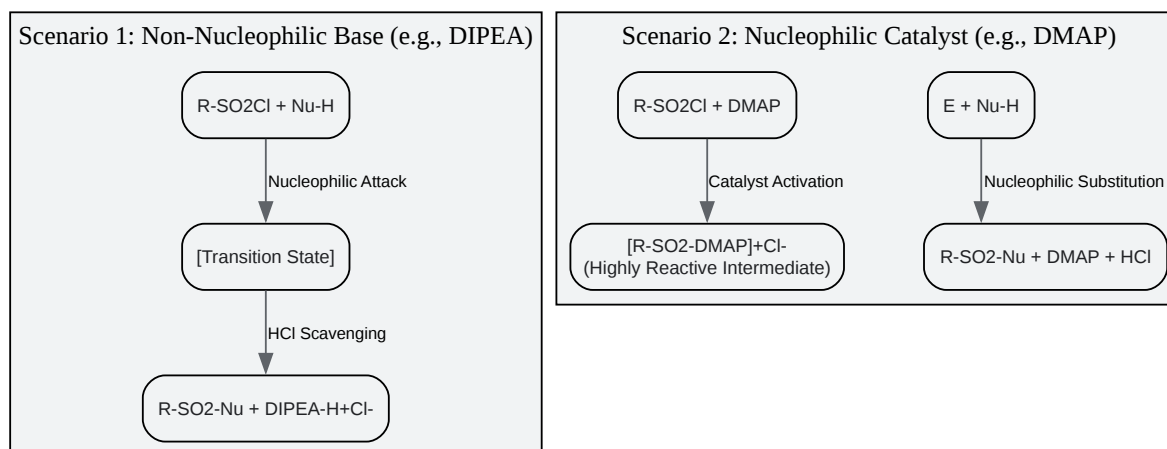 Scenario 1: Non-Nucleophilic Base (e.g., DIPEA)
R-SO2Cl + Nu-H
Nucleophilic Attack
[Transition State]
HCl Scavenging
R-SO2-Nu + DIPEA-H+Cl-
Scenario 2: Nucleophilic Catalyst (e.g., DMAP)
R-SO2Cl + DMAP
Catalyst Activation
[R-SO2-DMAP]+Cl-
(Highly Reactive Intermediate)
E + Nu-H
Nucleophilic Substitution
R-SO2-Nu + DMAP + HCl